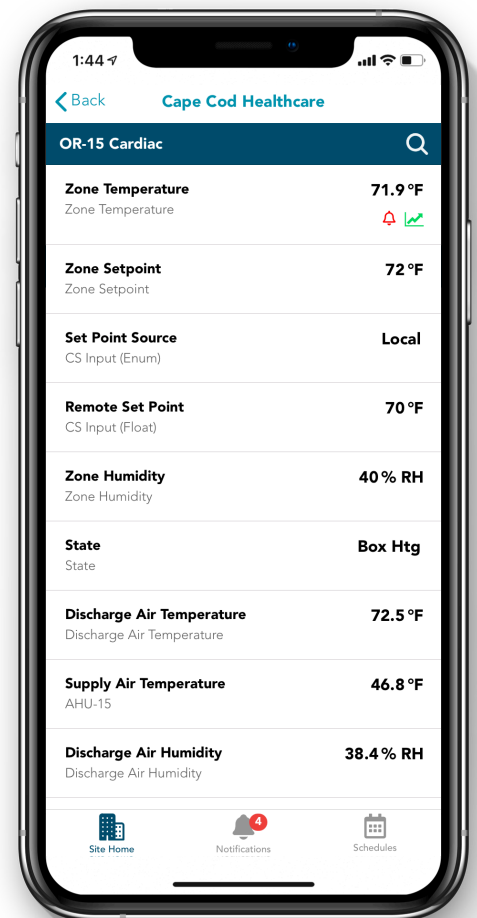 1:44
Back
Cape Cod Healthcare
OR-15 Cardiac
Zone Temperature 71.9 °F
Zone Temperature
Zone Setpoint 72 °F
Zone Setpoint
Set Point Source Local
CS Input (Enum)
Remote Set Point 70 °F
CS Input (Float)
Zone Humidity 40 % RH
Zone Humidity
State Box Htg
State
Discharge Air Temperature 72.5 °F
Discharge Air Temperature
Supply Air Temperature 46.8 °F
AHU-15
Discharge Air Humidity 38.4 % RH
Discharge Air Humidity
4
Site Home Notifications Schedules